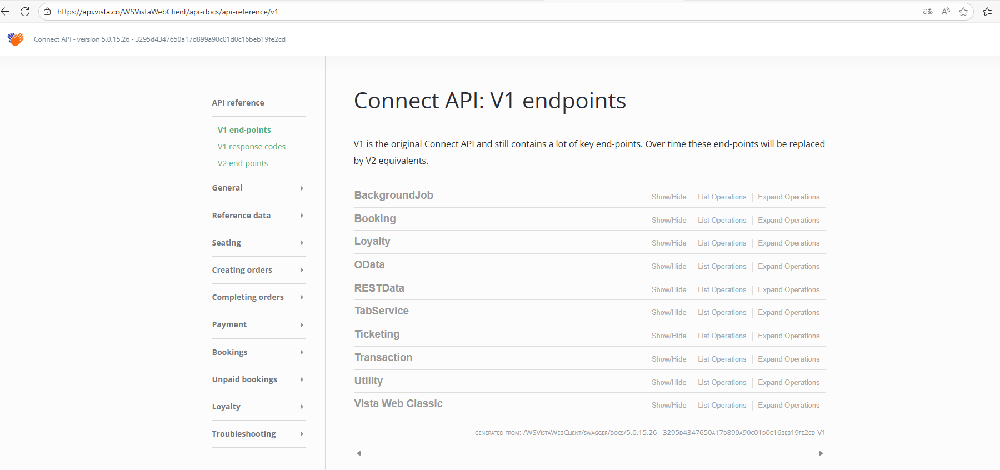 https://api.vista.co/WSVistaWebClient/api-docs/api-reference/v1
Connect API - version 5.0.15.26 - 3295d4347650a17d899a90c01d0c16beb19fe2cd
API reference
V1 end-points
V1 response codes
V2 end-points
General
Reference data
Seating
Creating orders
Completing orders
Payment
Bookings
Unpaid bookings
Loyalty
Troubleshooting
Connect API: V1 endpoints
V1 is the original Connect API and still contains a lot of key end-points. Over time these end-points will be replaced
by V2 equivalents.
BackgroundJob Show/Hide List Operations Expand Operations
Booking Show/Hide List Operations Expand Operations
Loyalty Show/Hide List Operations Expand Operations
OData Show/Hide List Operations Expand Operations
RESTData Show/Hide List Operations Expand Operations
TabService Show/Hide List Operations Expand Operations
Ticketing Show/Hide List Operations Expand Operations
Transaction Show/Hide List Operations Expand Operations
Utility Show/Hide List Operations Expand Operations
Vista Web Classic Show/Hide List Operations Expand Operations
generated from: /WSVistaWebClient/swagger/docs/5.0.15.26 - 3295d4347650a17d899a90c01d0c16beb19fe2cd-V1